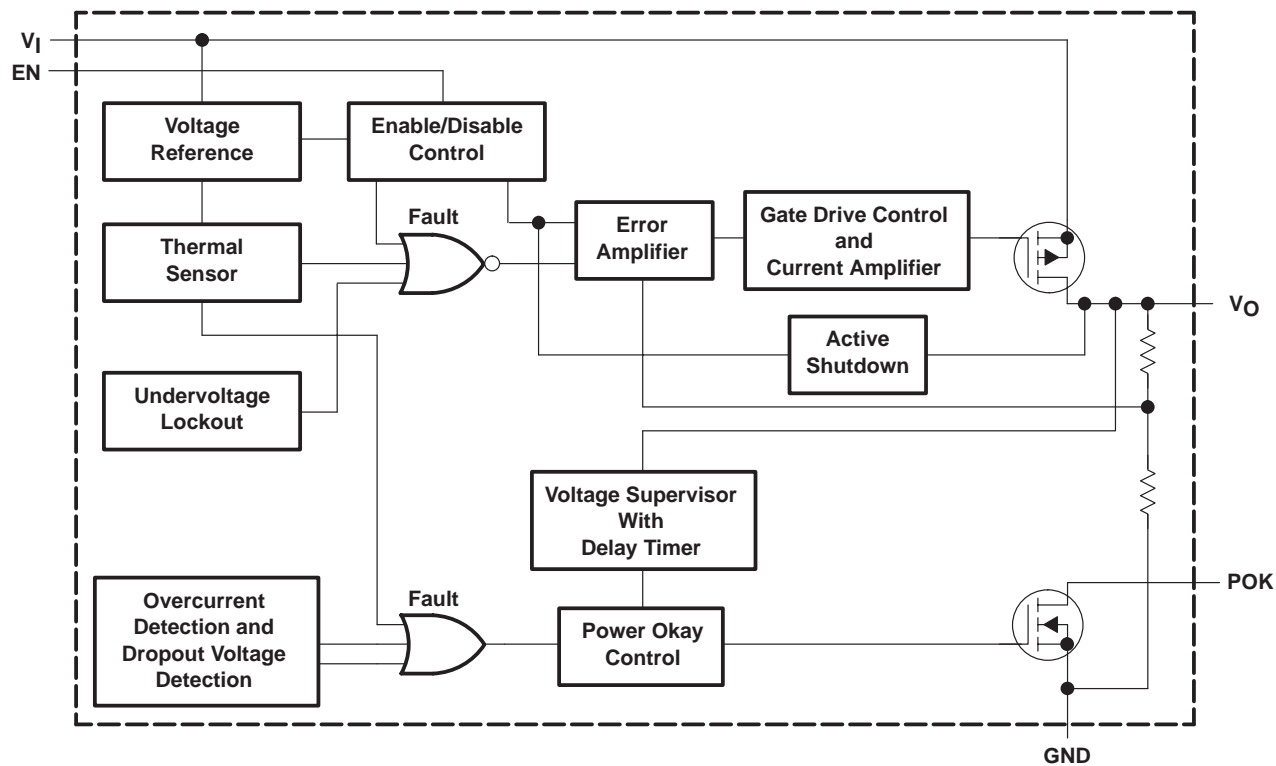 VI
EN
Voltage
Reference
Enable/Disable
Control
Fault
Thermal
Sensor
Error
Amplifier
Gate Drive Control
and
Current Amplifier
VO
Active
Shutdown
Undervoltage
Lockout
Voltage Supervisor
With
Delay Timer
POK
Overcurrent
Detection and
Dropout Voltage
Detection
Fault
Power Okay
Control
GND